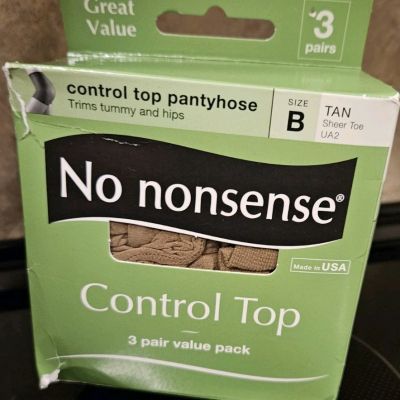 Great
Value
3
pairs
control top pantyhose
Trims tummy and hips
SIZE
B
TAN
Sheer Toe
UA2
No nonsense®
Made in USA
Control Top
3 pair value pack